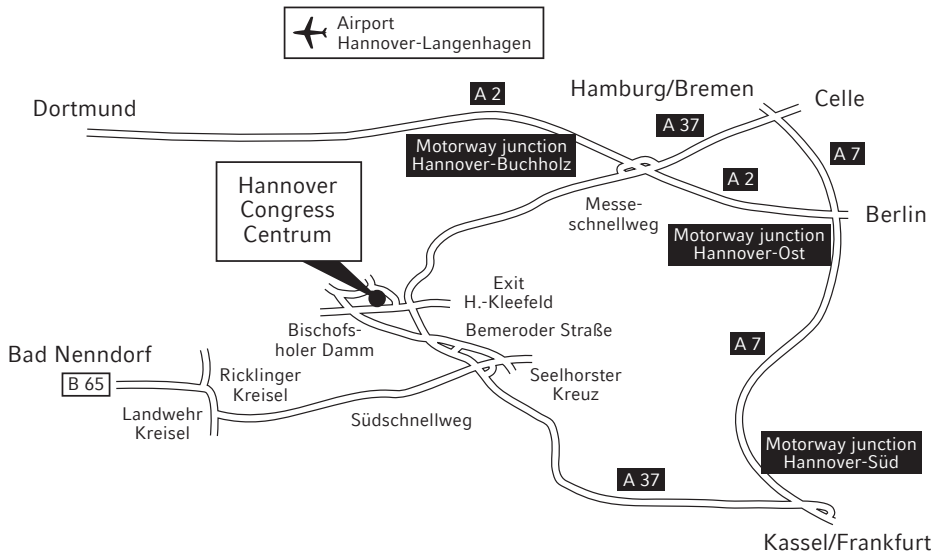 Airport
Hannover-Langenhagen
Hamburg/Bremen
A 2
Celle
Dortmund
A 37
Motorway junction
Hannover-Buchholz
A 7
A 2
Hannover
Congress
Centrum
Messe-
schnellweg
Berlin
Motorway junction
Hannover-Ost
Exit
H.-Kleefeld
Bischofs-
holer Damm
Bemeroder Straße
A 7
Bad Nenndorf
B 65
Ricklinger
Kreisel
Seelhorster
Kreuz
Landwehr
Kreisel
Südschnellweg
Motorway junction
Hannover-Süd
A 37
Kassel/Frankfurt